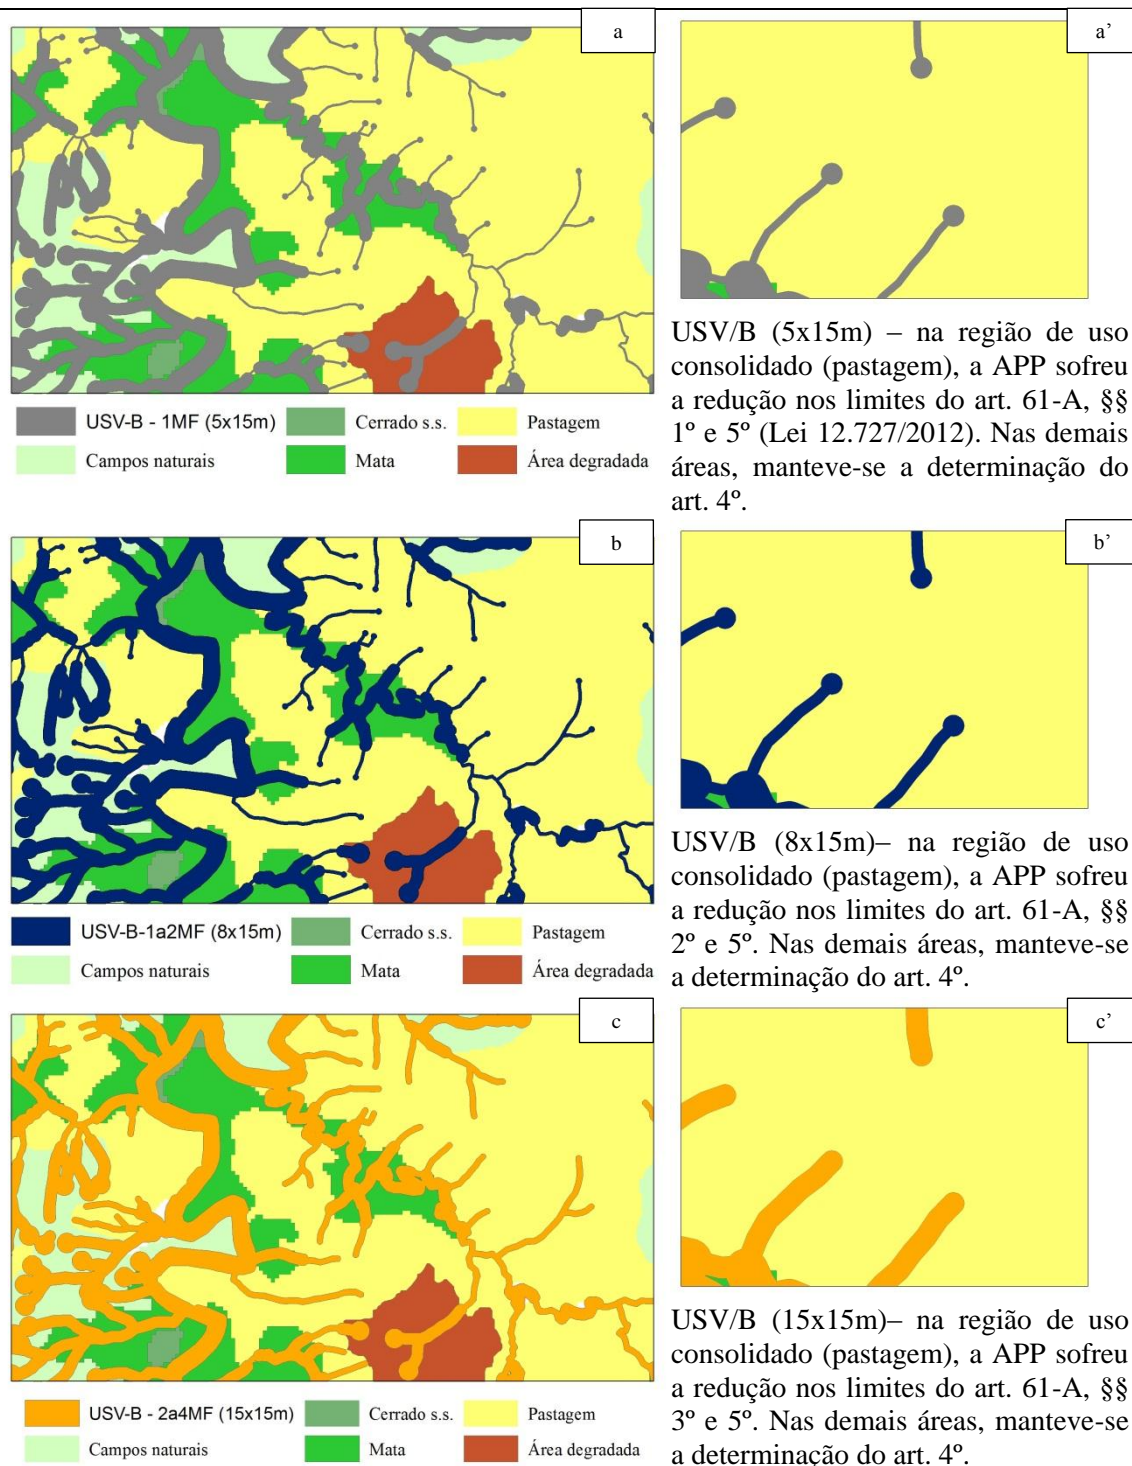 a
a’
USV/B (5x15m) – na região de uso
consolidado (pastagem), a APP sofreu
a redução nos limites do art. 61-A, §§
1º e 5º (Lei 12.727/2012). Nas demais
áreas, manteve-se a determinação do
art. 4º.
USV-B - 1MF (5x15m) Cerrado s.s. Pastagem
Campos naturais Mata Área degradada
b
b’
USV/B (8x15m)– na região de uso
consolidado (pastagem), a APP sofreu
a redução nos limites do art. 61-A, §§
2º e 5º. Nas demais áreas, manteve-se
a determinação do art. 4º.
USV-B-1a2MF (8x15m) Cerrado s.s. Pastagem
Campos naturais Mata Área degradada
c
c’
USV/B (15x15m)– na região de uso
consolidado (pastagem), a APP sofreu
a redução nos limites do art. 61-A, §§
3º e 5º. Nas demais áreas, manteve-se
a determinação do art. 4º.
USV-B - 2a4MF (15x15m) Cerrado s.s. Pastagem
Campos naturais Mata Área degradada